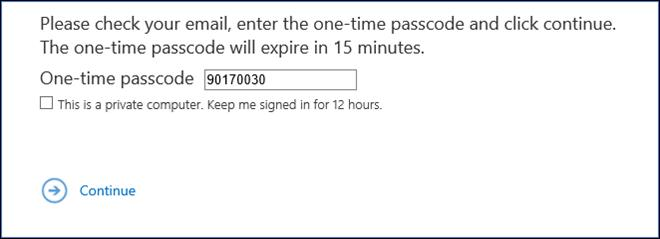 Please check your email, enter the one-time passcode and click continue.
The one-time passcode will expire in 15 minutes.
One-time passcode 90170030
This is a private computer. Keep me signed in for 12 hours.
Continue